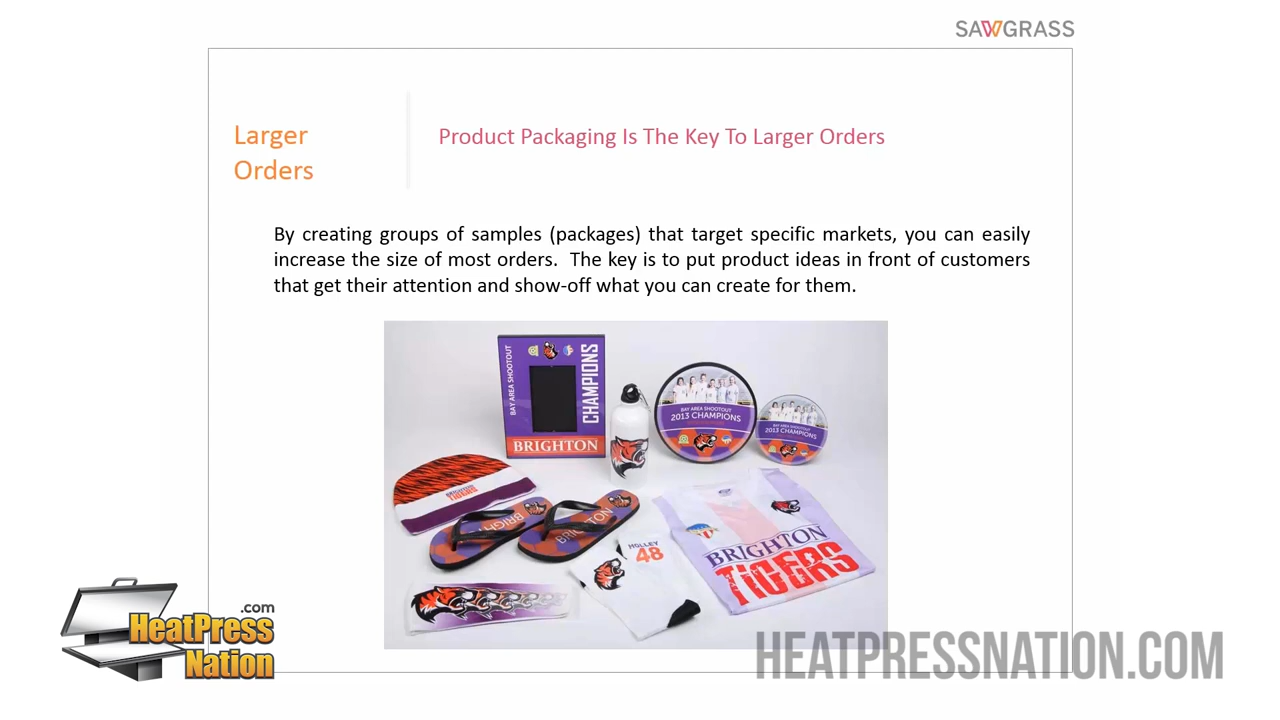 SAWGRASS
Larger
Orders
Product Packaging Is The Key To Larger Orders
By creating groups of samples (packages) that target specific markets, you can easily
increase the size of most orders.  The key is to put product ideas in front of customers
that get their attention and show-off what you can create for them.
BAY AREA SHOOTOUT
CHAMPIONS
BRIGHTON
BAY AREA SHOOTOUT
2013 CHAMPIONS
BAY AREA SHOOTOUT
2013 CHAMPIONS
BRIGHTON
TIGERS
BRIGHTON
BRIGHTON
HOLLEY
48
BRIGHTON
TIGERS
.com
HeatPress
Nation
HEATPRESSNATION.COM